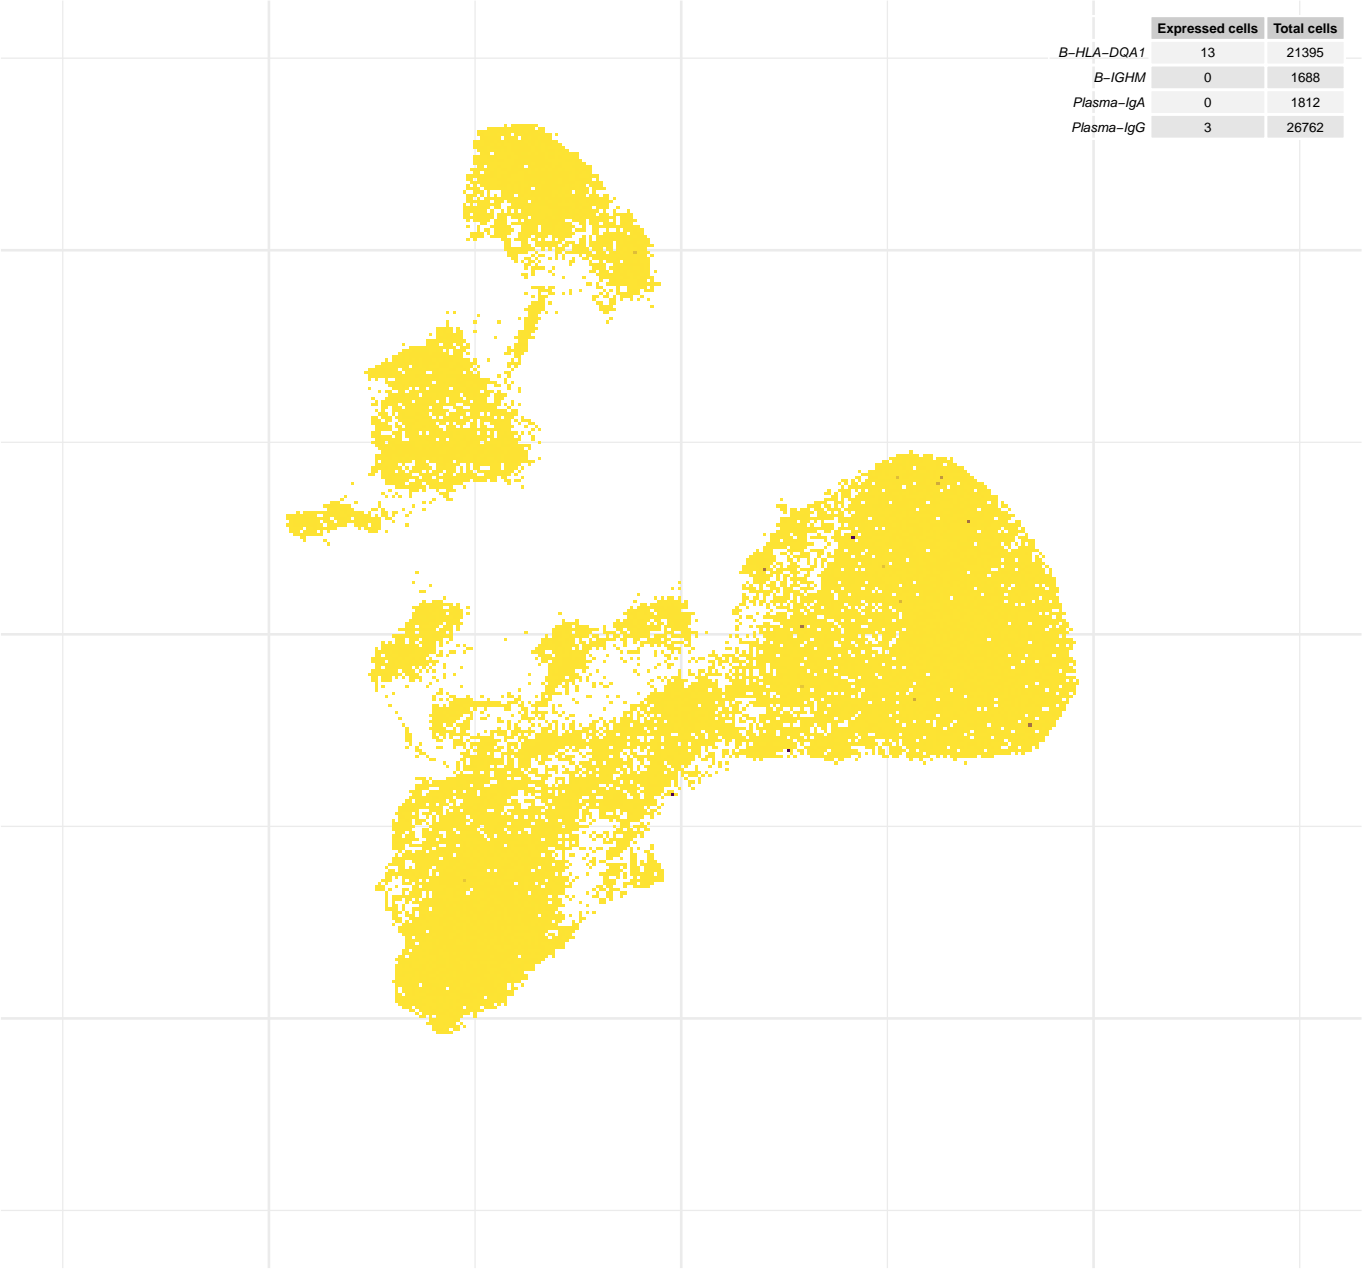 Expressed cells Total cells
B−HLA−DQA1 13 21395
B−IGHM 0 1688
Plasma−IgA 0 1812
Plasma−IgG 3 26762